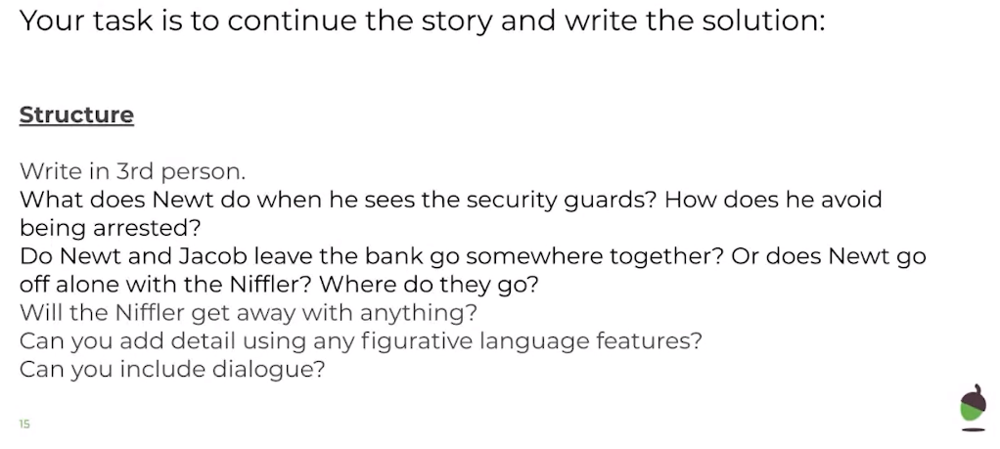 Your task is to continue the story and write the solution:
Structure
Write in 3rd person.
What does Newt do when he sees the security guards? How does he avoid
being arrested?
Do Newt and Jacob leave the bank go somewhere together? Or does Newt go
off alone with the Niffler? Where do they go?
Will the Niffler get away with anything?
Can you add detail using any figurative language features?
Can you include dialogue?
15